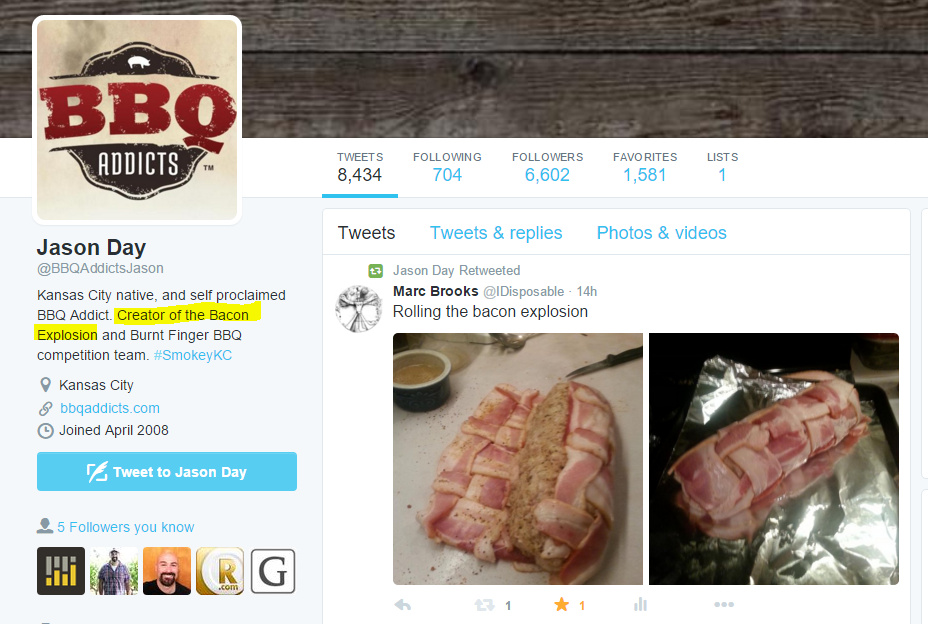 BBQ
ADDICTS
TM
TWEETS FOLLOWING FOLLOWERS FAVORITES LISTS
8,434 704 6,602 1,581 1
Jason Day
@BBQAddictsJason
Kansas City native, and self proclaimed
BBQ Addict. Creator of the Bacon
Explosion and Burnt Finger BBQ
competition team. #SmokeyKC
Kansas City
bbqaddicts.com
Joined April 2008
Tweet to Jason Day
5 Followers you know
R
.com
G
Tweets Tweets & replies Photos & videos
Jason Day Retweeted
Marc Brooks @IDisposable · 14h
Rolling the bacon explosion
1 1